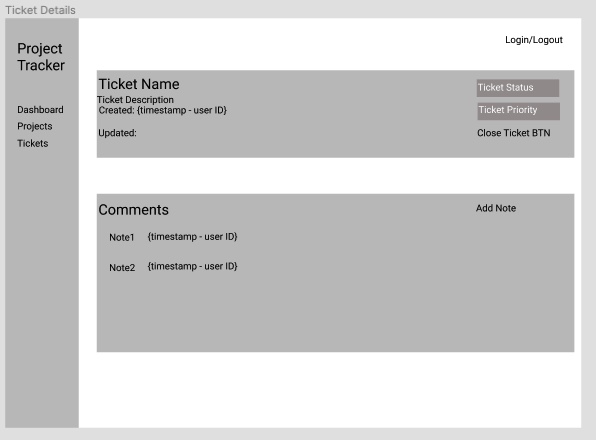 Ticket Details
Project
Tracker
Dashboard
Projects
Tickets
Login/Logout
Ticket Name
Ticket Description
Created: {timestamp - user ID}
Updated:
Ticket Status
Ticket Priority
Close Ticket BTN
Comments
Add Note
Note1 {timestamp - user ID}
Note2 {timestamp - user ID}